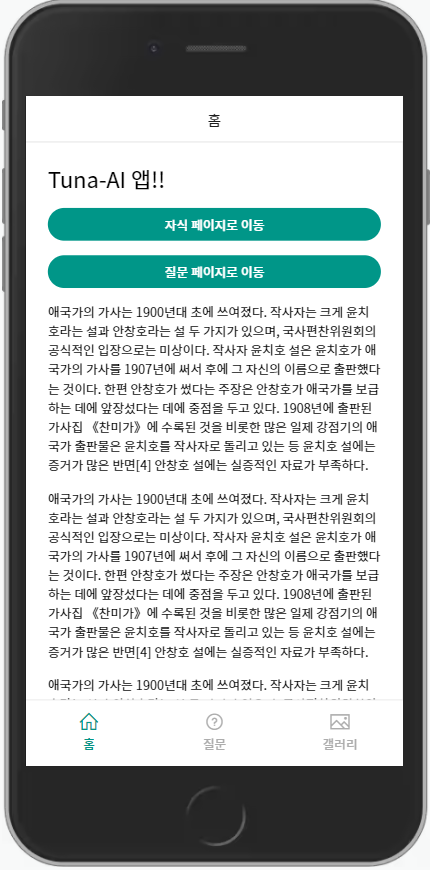 홈
Tuna-AI 앱!!
자식 페이지로 이동
질문 페이지로 이동
애국가의 가사는 1900년대 초에 쓰여졌다. 작사자는 크게 윤치
호라는 설과 안창호라는 설 두 가지가 있으며, 국사편찬위원회의
공식적인 입장으로는 미상이다. 작사자 윤치호 설은 윤치호가 애
국가의 가사를 1907년에 써서 후에 그 자신의 이름으로 출판했다
는 것이다. 한편 안창호가 썼다는 주장은 안창호가 애국가를 보급
하는 데에 앞장섰다는 데에 중점을 두고 있다. 1908년에 출판된
가사집 《찬미가》에 수록된 것을 비롯한 많은 일제 강점기의 애
국가 출판물은 윤치호를 작사자로 돌리고 있는 등 윤치호 설에는
증거가 많은 반면[4] 안창호 설에는 실증적인 자료가 부족하다.
애국가의 가사는 1900년대 초에 쓰여졌다. 작사자는 크게 윤치
호라는 설과 안창호라는 설 두 가지가 있으며, 국사편찬위원회의
공식적인 입장으로는 미상이다. 작사자 윤치호 설은 윤치호가 애
국가의 가사를 1907년에 써서 후에 그 자신의 이름으로 출판했다
는 것이다. 한편 안창호가 썼다는 주장은 안창호가 애국가를 보급
하는 데에 앞장섰다는 데에 중점을 두고 있다. 1908년에 출판된
가사집 《찬미가》에 수록된 것을 비롯한 많은 일제 강점기의 애
국가 출판물은 윤치호를 작사자로 돌리고 있는 등 윤치호 설에는
증거가 많은 반면[4] 안창호 설에는 실증적인 자료가 부족하다.
애국가의 가사는 1900년대 초에 쓰여졌다. 작사자는 크게 윤치
홈
질문
갤러리